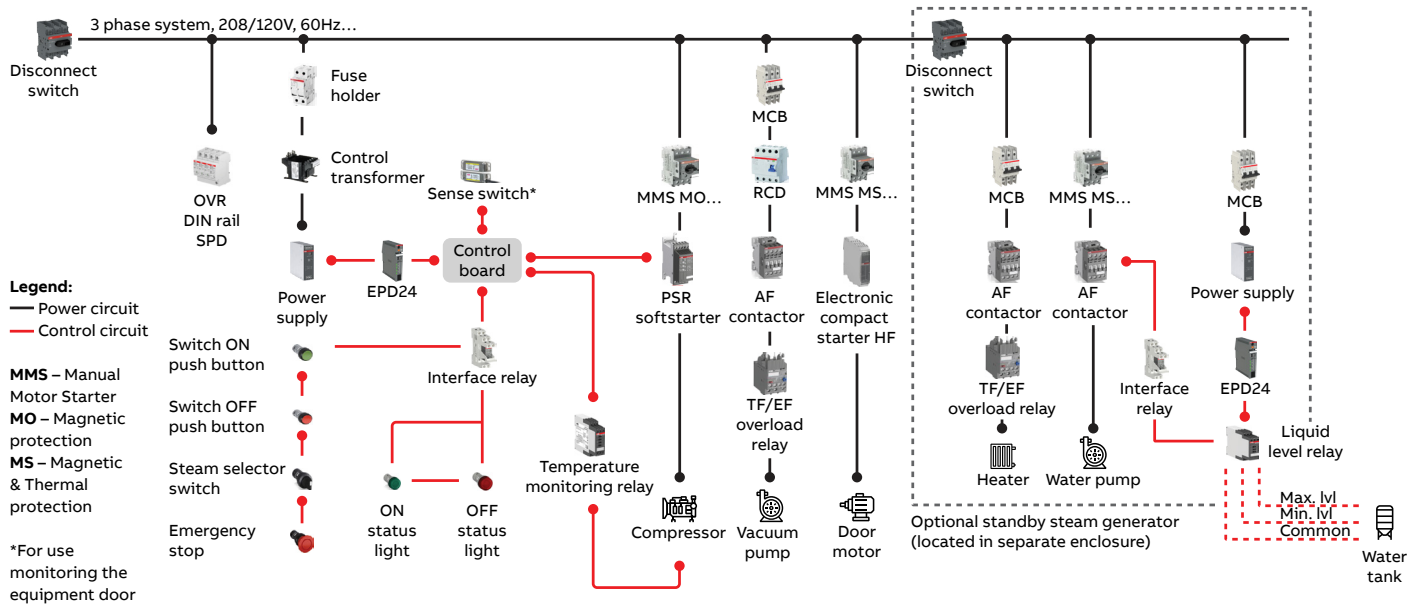 3 phase system, 208/120V, 60Hz…
Disconnect
switch
OVR
DIN rail
SPD
Fuse
holder
Control
transformer
Power
supply
EPD24
Sense switch*
Control
board
Interface relay
Switch ON
push button
Switch OFF
push button
Steam selector
switch
Emergency
stop
ON
status
light
OFF
status
light
Temperature
monitoring relay
MMS MO…
PSR
softstarter
Compressor
MCB
RCD
AF
contactor
TF/EF
overload
relay
Vacuum
pump
MMS MS…
Electronic
compact
starter HF
Door
motor
Disconnect
switch
MCB
AF
contactor
TF/EF
overload relay
Heater
MMS MS…
AF
contactor
Water pump
Interface
relay
MCB
Power supply
EPD24
Liquid
level relay
Max. lvl
Min. lvl
Common
Water
tank
Optional standby steam generator
(located in separate enclosure)
Legend:
Power circuit
Control circuit
MMS – Manual
Motor Starter
MO – Magnetic
protection
MS – Magnetic
& Thermal
protection
*For use
monitoring the
equipment door